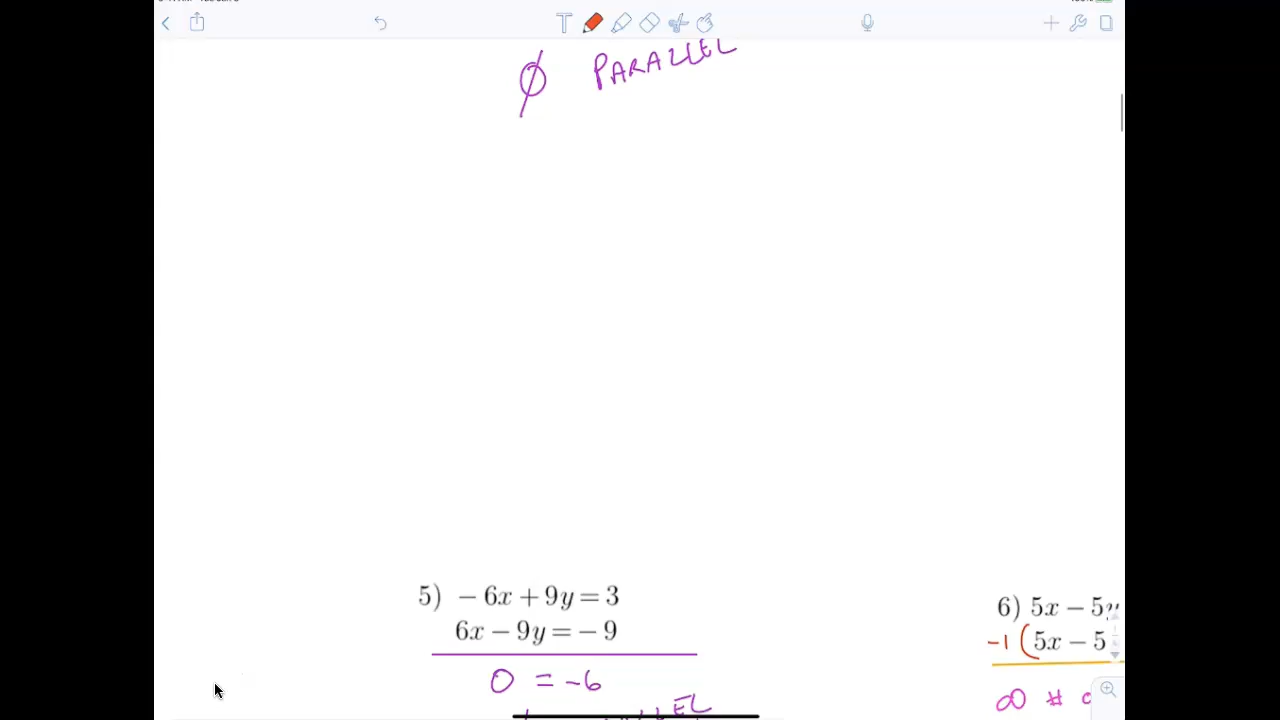 ∅ PARALLEL
5) − 6x + 9y = 3
6x − 9y = − 9
0 = -6
6) 5x − 5y
-1 (5x − 5
∞ #